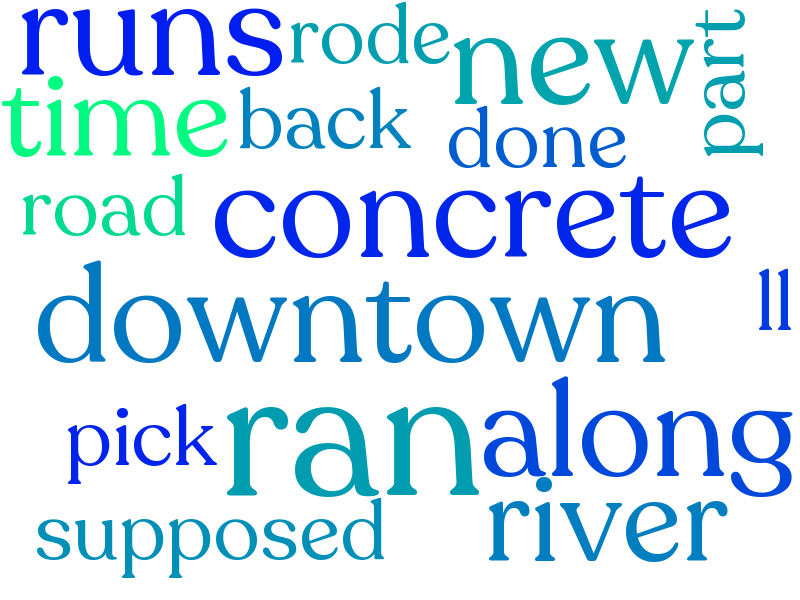 runs rode new part
time back done
road concrete
downtown ll
pick ran along
supposed river